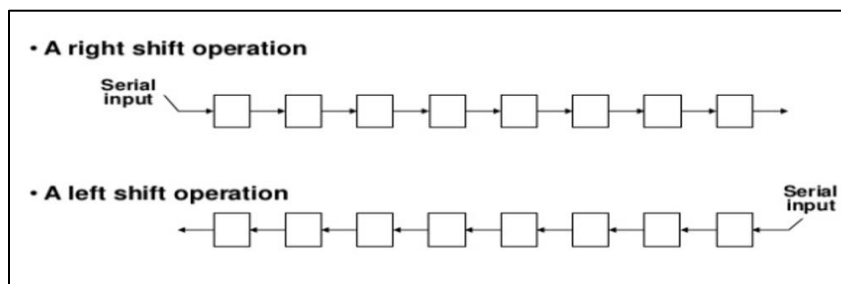 • A right shift operation
Serial
input
• A left shift operation
Serial
input